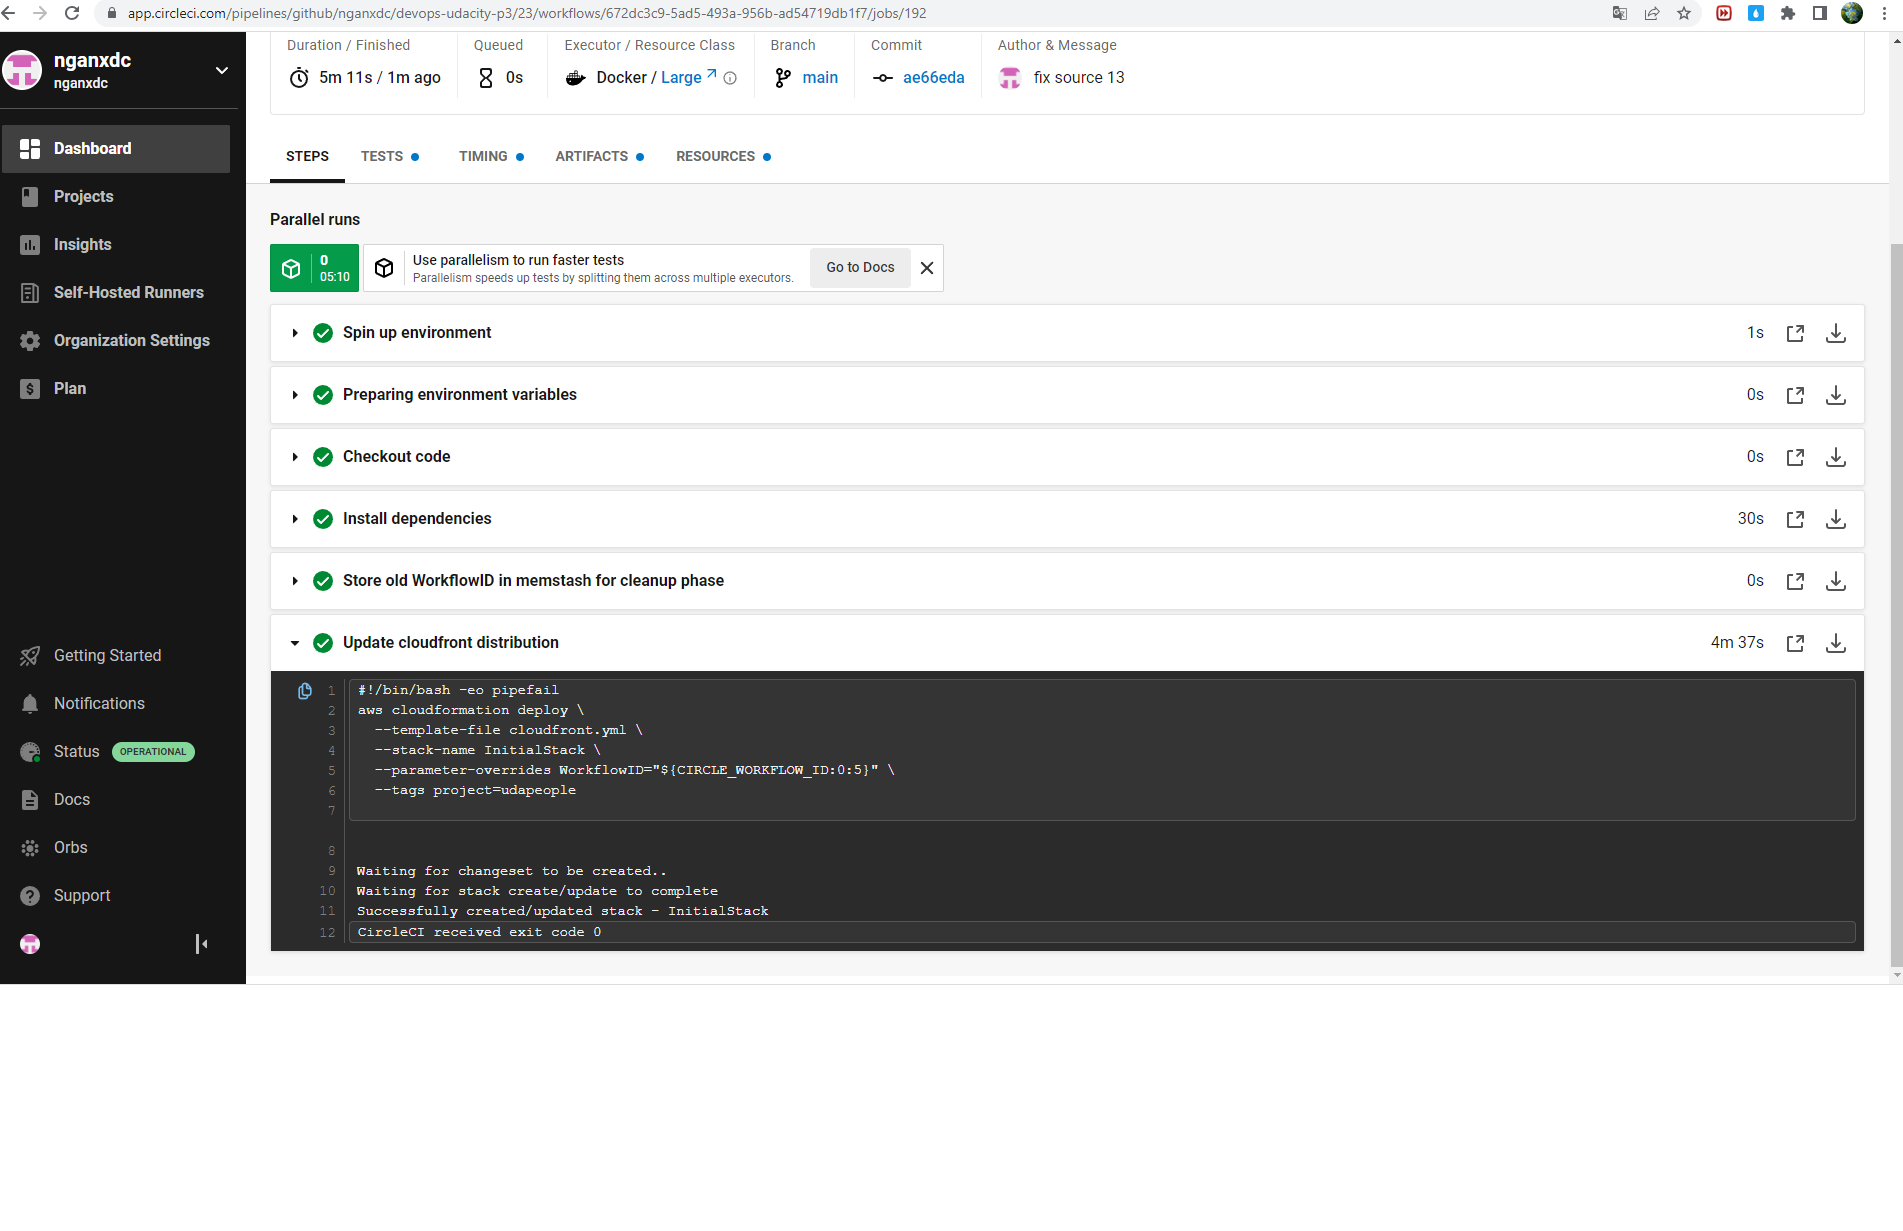 app.circleci.com/pipelines/github/nganxdc/devops-udacity-p3/23/workflows/672dc3c9-5ad5-493a-956b-ad54719db1f7/jobs/192
nganxdc
nganxdc
Dashboard
Projects
Insights
Self-Hosted Runners
Organization Settings
Plan
Getting Started
Notifications
Status OPERATIONAL
Docs
Orbs
Support
Duration / Finished Queued Executor / Resource Class Branch Commit Author & Message
5m 11s / 1m ago 0s Docker / Large main ae66eda fix source 13
STEPS TESTS TIMING ARTIFACTS RESOURCES
Parallel runs
0
05:10
Use parallelism to run faster tests
Parallelism speeds up tests by splitting them across multiple executors.
Go to Docs
Spin up environment 1s
Preparing environment variables 0s
Checkout code 0s
Install dependencies 30s
Store old WorkflowID in memstash for cleanup phase 0s
Update cloudfront distribution 4m 37s
1 #!/bin/bash -eo pipefail
2 aws cloudformation deploy \
3 --template-file cloudfront.yml \
4 --stack-name InitialStack \
5 --parameter-overrides WorkflowID="${CIRCLE_WORKFLOW_ID:0:5}" \
6 --tags project=udapeople
7
8
9 Waiting for changeset to be created..
10 Waiting for stack create/update to complete
11 Successfully created/updated stack - InitialStack
12 CircleCI received exit code 0